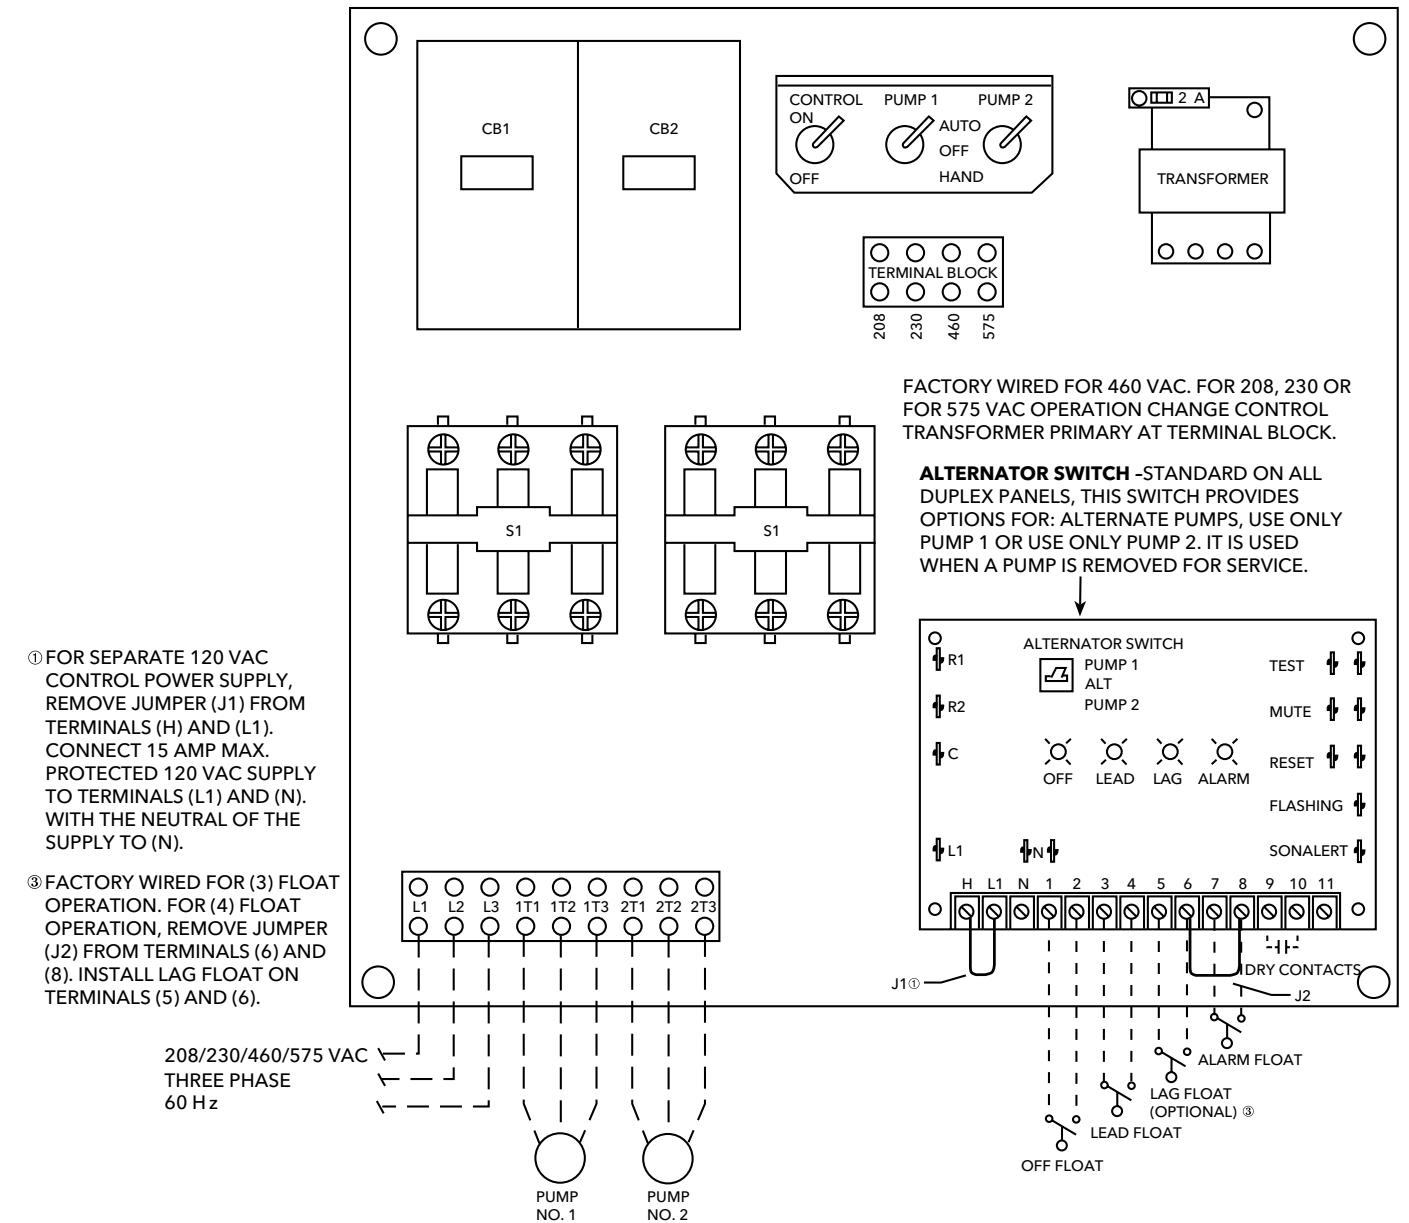 CB1
CB2
CONTROL
ON
OFF
PUMP 1
PUMP 2
AUTO
OFF
HAND
2 A
TRANSFORMER
TERMINAL BLOCK
208
230
460
575
FACTORY WIRED FOR 460 VAC. FOR 208, 230 OR
FOR 575 VAC OPERATION CHANGE CONTROL
TRANSFORMER PRIMARY AT TERMINAL BLOCK.
ALTERNATOR SWITCH –STANDARD ON ALL
DUPLEX PANELS, THIS SWITCH PROVIDES
OPTIONS FOR: ALTERNATE PUMPS, USE ONLY
PUMP 1 OR USE ONLY PUMP 2. IT IS USED
WHEN A PUMP IS REMOVED FOR SERVICE.
S1
S1
① FOR SEPARATE 120 VAC
CONTROL POWER SUPPLY,
REMOVE JUMPER (J1) FROM
TERMINALS (H) AND (L1).
CONNECT 15 AMP MAX.
PROTECTED 120 VAC SUPPLY
TO TERMINALS (L1) AND (N).
WITH THE NEUTRAL OF THE
SUPPLY TO (N).
③ FACTORY WIRED FOR (3) FLOAT
OPERATION. FOR (4) FLOAT
OPERATION, REMOVE JUMPER
(J2) FROM TERMINALS (6) AND
(8). INSTALL LAG FLOAT ON
TERMINALS (5) AND (6).
ALTERNATOR SWITCH
PUMP 1
ALT
PUMP 2
R1
R2
C
L1
N
OFF
LEAD
LAG
ALARM
TEST
MUTE
RESET
FLASHING
SONALERT
H L1 N 1 2 3 4 5 6 7 8 9 10 11
DRY CONTACTS
J1①
J2
L1 L2 L3 1T1 1T2 1T3 2T1 2T2 2T3
208/230/460/575 VAC
THREE PHASE
60 Hz
ALARM FLOAT
LAG FLOAT
(OPTIONAL) ③
LEAD FLOAT
OFF FLOAT
PUMP
NO. 1
PUMP
NO. 2